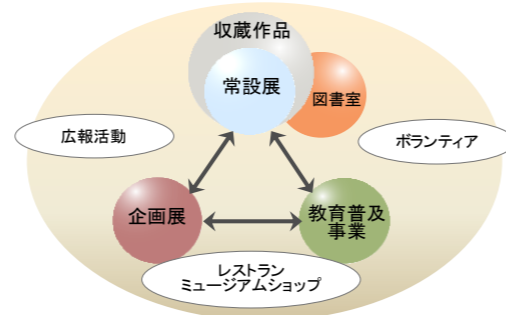 収蔵作品
常設展
図書室
広報活動
ボランティア
企画展
教育普及
事業
レストラン
ミュージアムショップ